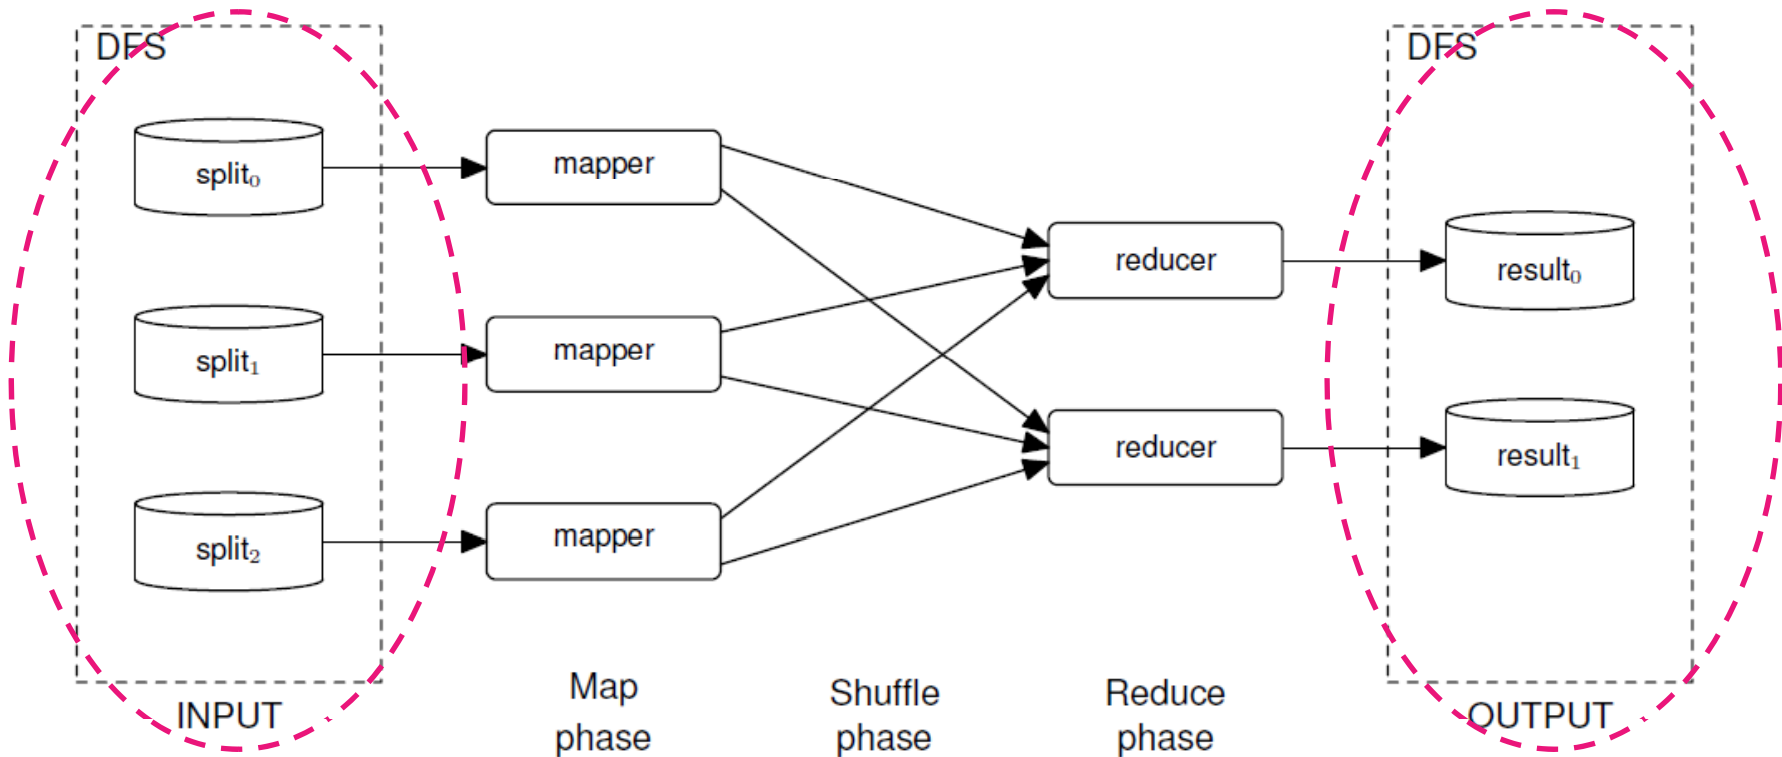 DFS
DFS
split₀
mapper
split₁
mapper
split₂
mapper
reducer
reducer
result₀
result₁
INPUT
Map
phase
Shuffle
phase
Reduce
phase
OUTPUT